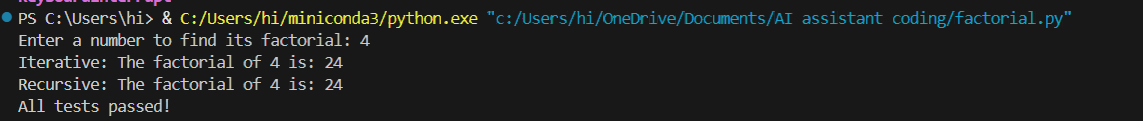 KeyboardInterrupt
PS C:\Users\hi> & C:/Users/hi/miniconda3/python.exe "c:/Users/hi/OneDrive/Documents/AI assistant coding/factorial.py"
Enter a number to find its factorial: 4
Iterative: The factorial of 4 is: 24
Recursive: The factorial of 4 is: 24
All tests passed!